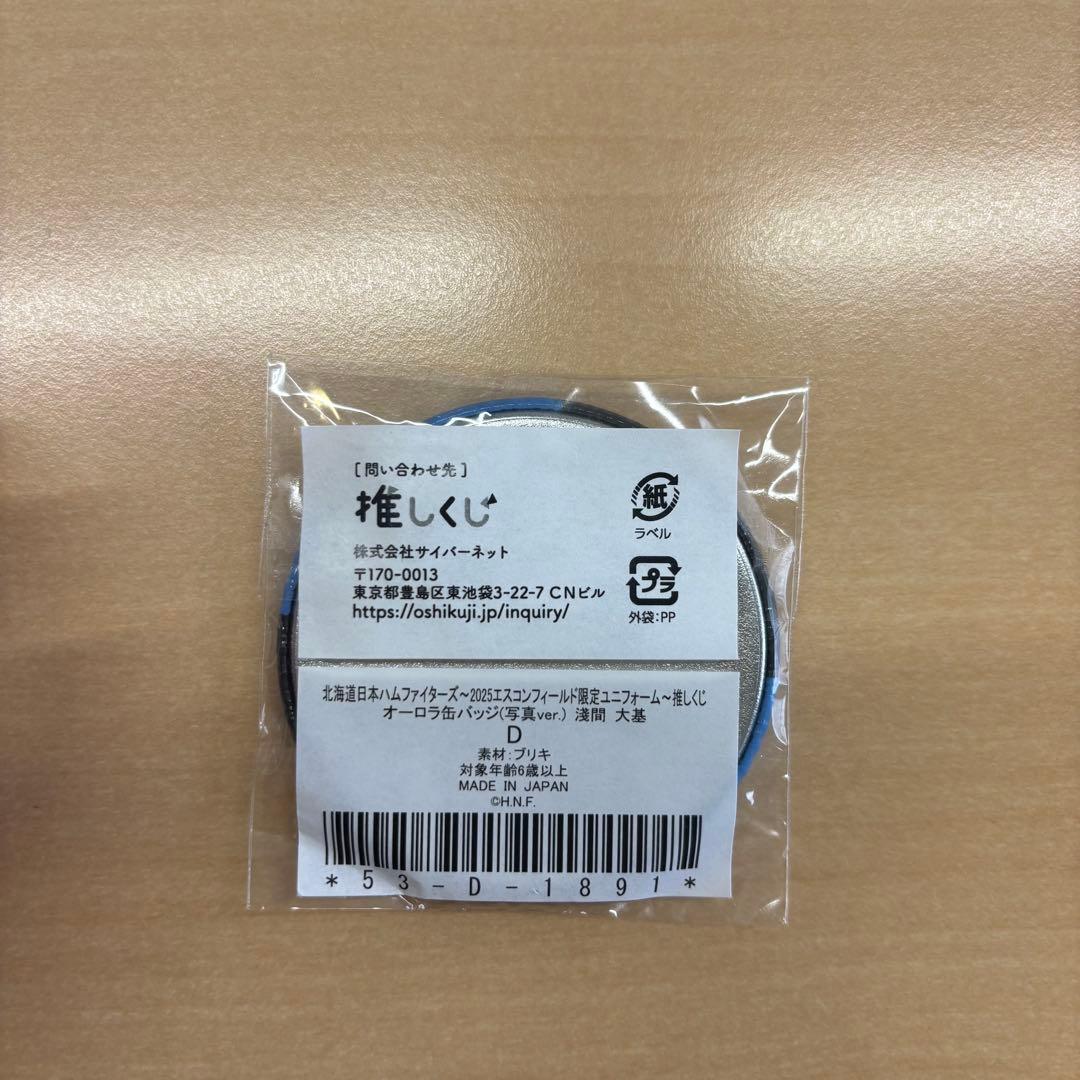 [問い合わせ先]
推しくじ
株式会社サイバーネット
〒170-0013
東京都豊島区東池袋3-22-7 CNビル
https://oshikuji.jp/inquiry/
紙
ラベル
プラ
外袋:PP
北海道日本ハムファイターズ～2025エスコンフィールド限定ユニフォーム～推しくじ
オーロラ缶バッジ(写真ver.) 淺間 大基
D
素材:ブリキ
対象年齢6歳以上
MADE IN JAPAN
©H.N.F.
*53-D-1891*